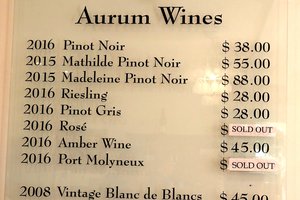 Aurum Wines
2016 Pinot Noir $ 38.00
2015 Mathilde Pinot Noir $ 55.00
2015 Madeleine Pinot Noir $ 88.00
2016 Riesling $ 28.00
2016 Pinot Gris $ 28.00
2016 Rosé $ SOLD OUT
2016 Amber Wine $ 45.00
2016 Port Molyneux $ SOLD OUT
2008 Vintage Blanc de Blancs $ 45.00